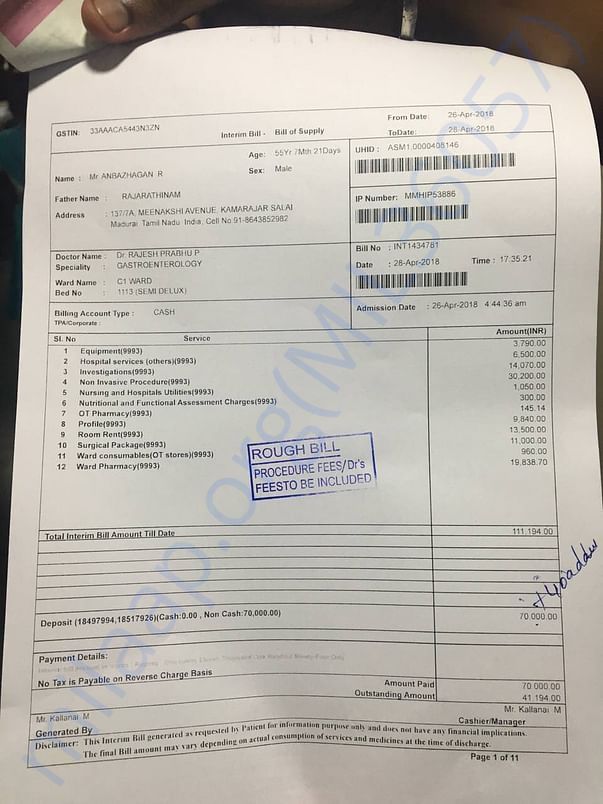 GSTIN: 33AAACA5443N3ZN
Interim Bill - Bill of Supply
From Date: 26-Apr-2018
ToDate: 28-Apr-2018
Age: 55Yr 7Mth 21Days
Sex: Male
UHID : ASM1.0000408146
Name : Mr ANBAZHAGAN R
Father Name : RAJARATHINAM
Address : 137/7A, MEENAKSHI AVENUE, KAMARAJAR SALAI
Madurai, Tamil Nadu India, Cell No:91-8643852982
IP Number: MMHIP53886
Doctor Name : Dr. RAJESH PRABHU P
Speciality : GASTROENTEROLOGY
Ward Name : C1 WARD
Bed No : 1113 (SEMI DELUX)
Bill No : INT1434781
Date : 28-Apr-2018 Time : 17:35.21
Billing Account Type : CASH
TPA/Corporate :
Admission Date : 26-Apr-2018 4:44:36 am
Sl. No Service Amount(INR)
1 Equipment(9993) 3,790.00
2 Hospital services (others)(9993) 6,500.00
3 Investigations(9993) 14,070.00
4 Non Invasive Procedure(9993) 30,200.00
5 Nursing and Hospitals Utilities(9993) 1,050.00
6 Nutritional and Functional Assessment Charges(9993) 300.00
7 OT Pharmacy(9993) 145.14
8 Profile(9993) 9,840.00
9 Room Rent(9993) 13,500.00
10 Surgical Package(9993) 11,000.00
11 Ward consumables(OT stores)(9993) 960.00
12 Ward Pharmacy(9993) 19,838.70
ROUGH BILL
PROCEDURE FEES/Dr's
FEESTO BE INCLUDED
Total Interim Bill Amount Till Date 111,194.00
Deposit (18497994,18517926)(Cash:0.00 , Non Cash:70,000.00) 70,000.00
Payment Details:
No Tax is Payable on Reverse Charge Basis
Amount Paid 70,000.00
Outstanding Amount 41,194.00
Mr. Kallanai M
Generated By
Mr. Kallanai M
Cashier/Manager
Disclaimer: This Interim Bill generated as requested by Patient for information purpose only and does not have any financial implications.
The final Bill amount may vary depending on actual consumption of services and medicines at the time of discharge.
Page 1 of 11